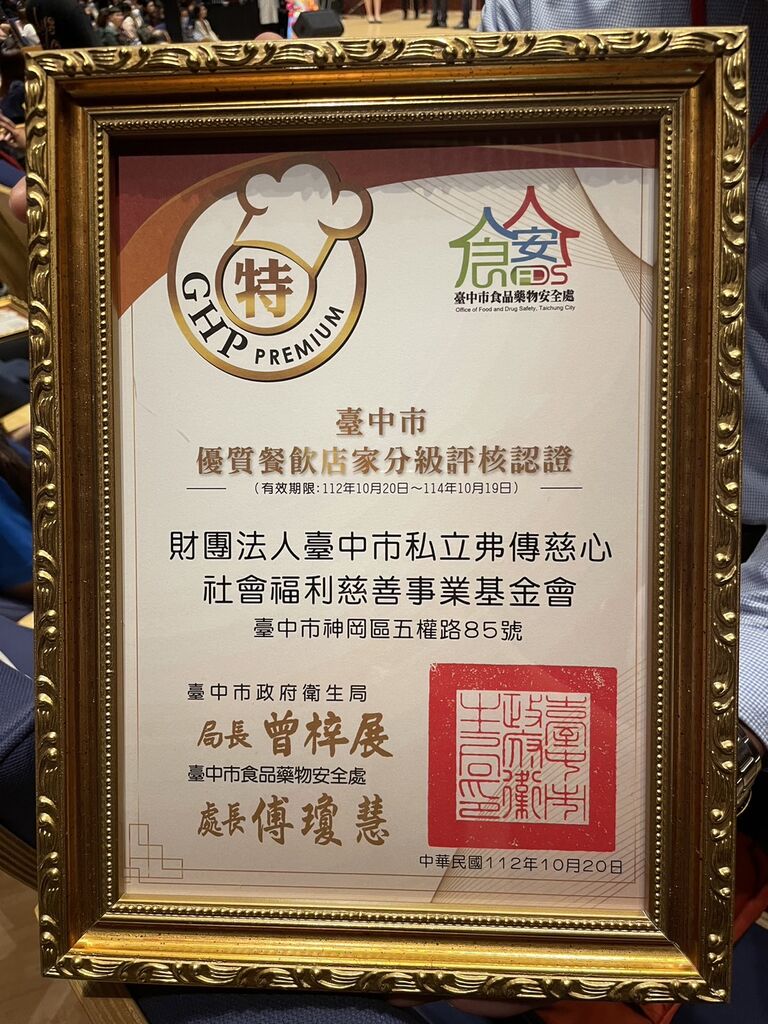 特
GHP PREMIUM
食安
FDS
臺中市食品藥物安全處
Office of Food and Drug Safety, Taichung City
臺中市
優質餐飲店家分級評核認證
(有效期限:112年10月20日～114年10月19日)
財團法人臺中市私立弗傳慈心
社會福利慈善事業基金會
臺中市神岡區五權路85號
臺中市政府衛生局
局長 曾梓展
臺中市食品藥物安全處
處長 傅瓊慧
臺中市
政府衛
生局印
中華民國112年10月20日